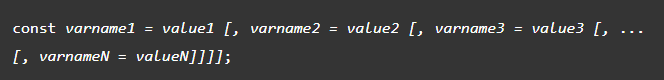 const varname1 = value1 [, varname2 = value2 [, varname3 = value3 [, ...
[, varnameN = valueN]]]];